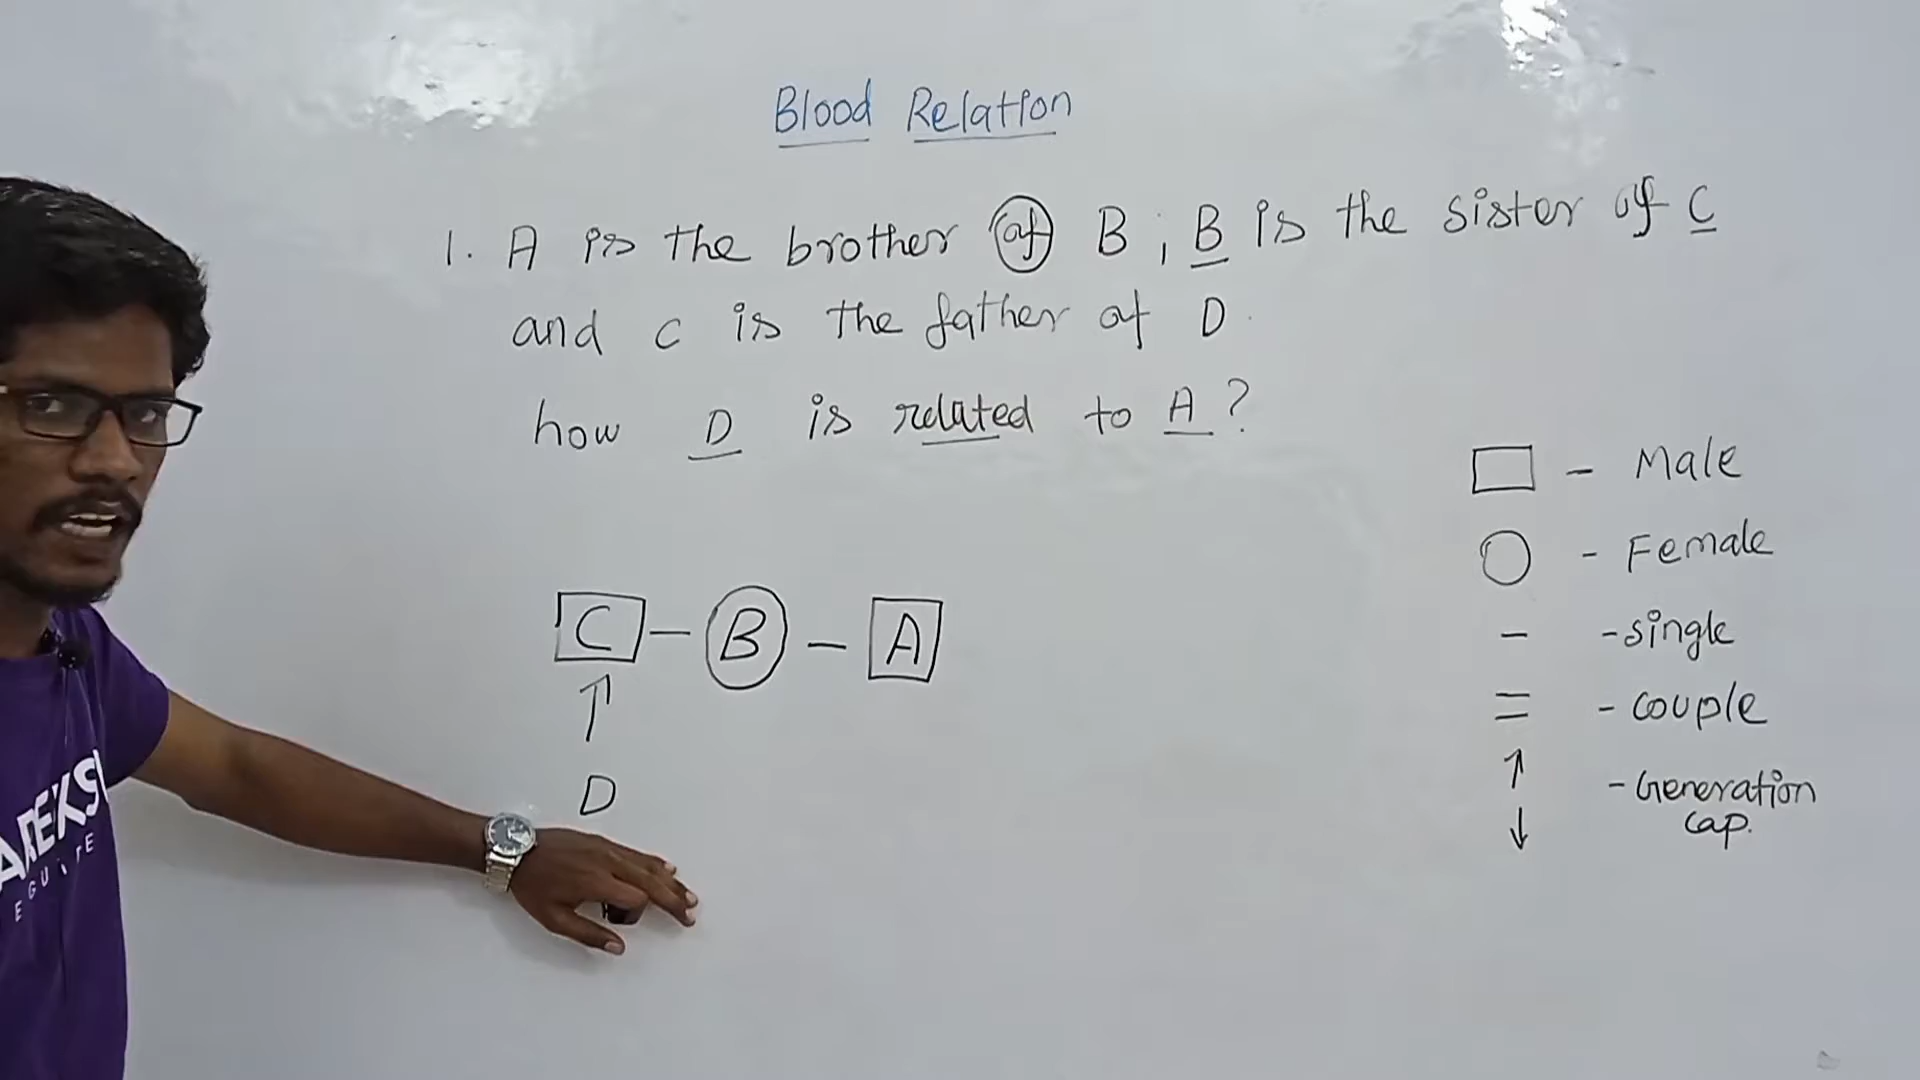 Blood Relation
1. A is the brother of B ; B is the sister of C
and C is the father of D.
how D is related to A ?
□ - Male
○ - Female
– - single
= - couple
↑ ↓ - Generation
Gap.
C – B – A
↑
D